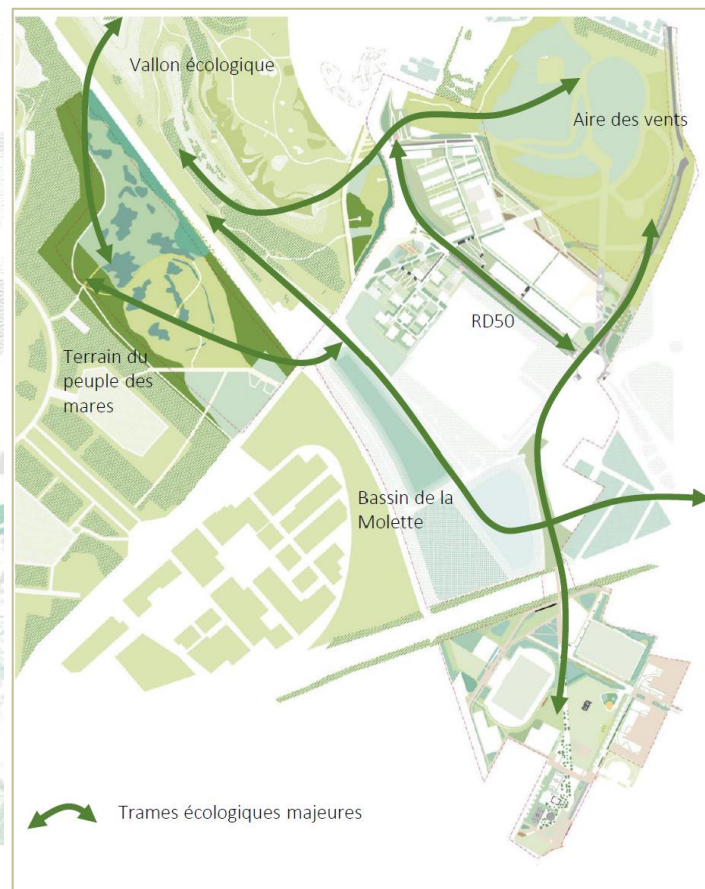 Vallon écologique
Aire des vents
RD50
Terrain du
peuple des
mares
Bassin de la
Molette
Trames écologiques majeures